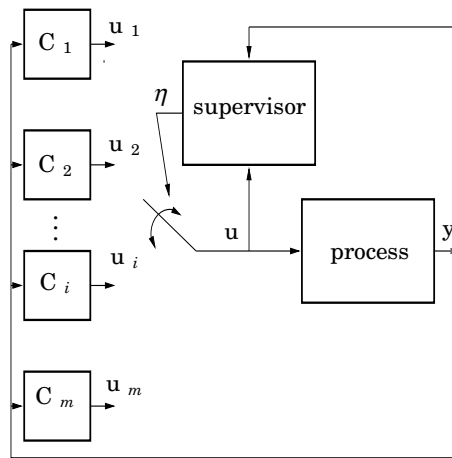 C 1
u 1
η
supervisor
C 2
u 2
⋮
u
process
y
C i
u i
C m
u m